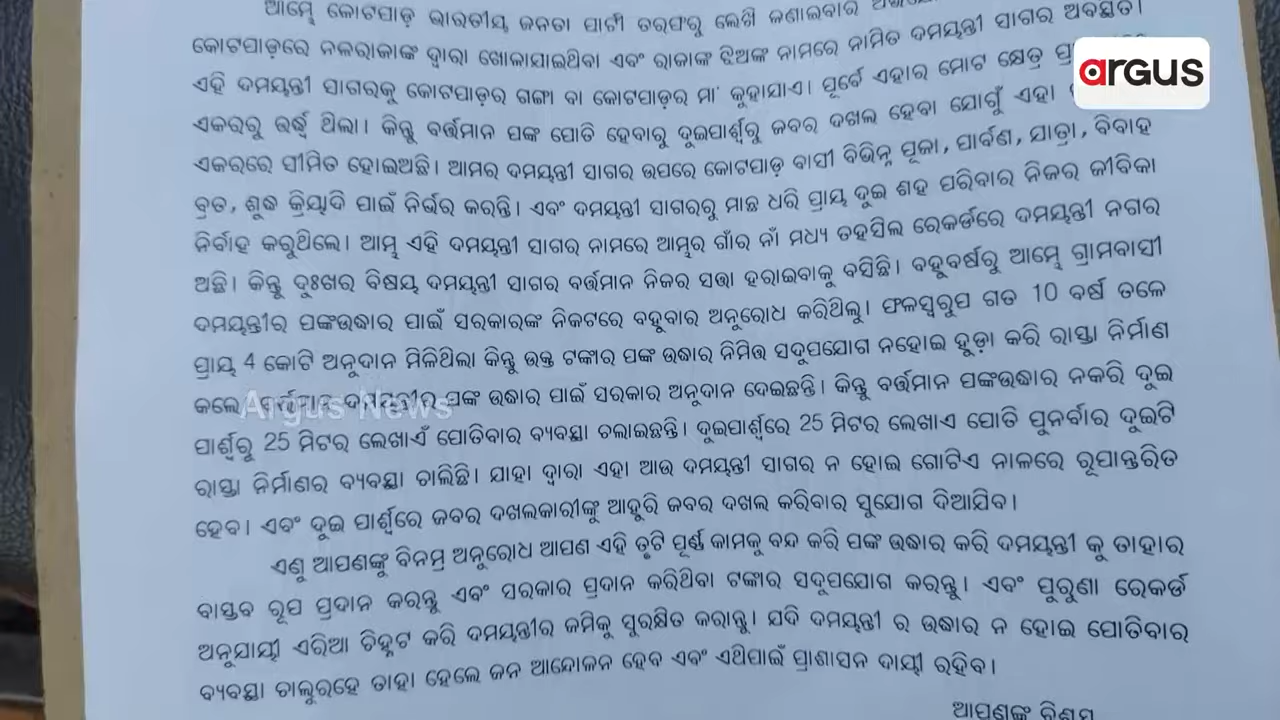 ଆମ୍ଭେ କୋଟପାଡ଼ ଭାରତୀୟ ଜନତା ପାର୍ଟୀ ତରଫରୁ ଲେଖି ଜଣାଇବାର
argus
କୋଟପାଡ଼ରେ ନଳରାଜାଙ୍କ ଦ୍ୱାରା ଖୋଳାଯାଇଥିବା ଏବଂ ରାଜାଙ୍କ ଝିଅଙ୍କ ନାମରେ ନାମିତ ଦମୟନ୍ତୀ ସାଗର ଅବସ୍ଥିତ।
ଏହି ଦମୟନ୍ତୀ ସାଗରକୁ କୋଟପାଡ଼ର ଗଙ୍ଗା ବା କୋଟପାଡ଼ର ମା' କୁହାଯାଏ। ପୂର୍ବେ ଏହାର ମୋଟ କ୍ଷେତ୍ର
ଏକରରୁ ଉର୍ଦ୍ଧ୍ୱ ଥିଲା। କିନ୍ତୁ ବର୍ତ୍ତମାନ ପଙ୍କ ପୋତି ହେବାରୁ ଦୁଇପାର୍ଶ୍ୱରୁ ଜବର ଦଖଲ ହେବା ଯୋଗୁଁ ଏହା
ଏକରରେ ସୀମିତ ହୋଇଅଛି। ଆମର ଦମୟନ୍ତୀ ସାଗର ଉପରେ କୋଟପାଡ଼ ବାସୀ ବିଭିନ୍ନ ପୂଜା, ପାର୍ବଣ, ଯାତ୍ରା, ବିବାହ
ବ୍ରତ, ଶୁଦ୍ଧ କ୍ରିୟାଦି ପାଇଁ ନିର୍ଭର କରନ୍ତି। ଏବଂ ଦମୟନ୍ତୀ ସାଗରରୁ ମାଛ ଧରି ପ୍ରାୟ ଦୁଇ ଶହ ପରିବାର ନିଜର ଜୀବିକା
ନିର୍ବାହ କରୁଥିଲେ। ଆମ୍ଭ ଏହି ଦମୟନ୍ତୀ ସାଗର ନାମରେ ଆମ୍ଭର ଗାଁର ନାଁ ମଧ୍ୟ ତହସିଲ ରେକର୍ଡରେ ଦମୟନ୍ତୀ ନଗର
ଅଛି। କିନ୍ତୁ ଦୁଃଖର ବିଷୟ ଦମୟନ୍ତୀ ସାଗର ବର୍ତ୍ତମାନ ନିଜର ସତ୍ତା ହରାଇବାକୁ ବସିଛି। ବହୁବର୍ଷରୁ ଆମ୍ଭେ ଗ୍ରାମବାସୀ
ଦମୟନ୍ତୀର ପଙ୍କଉଦ୍ଧାର ପାଇଁ ସରକାରଙ୍କ ନିକଟରେ ବହୁବାର ଅନୁରୋଧ କରିଥିଲୁ। ଫଳସ୍ୱରୁପ ଗତ 10 ବର୍ଷ ତଳେ
ପ୍ରାୟ 4 କୋଟି ଅନୁଦାନ ମିଳିଥିଲା କିନ୍ତୁ ଉକ୍ତ ଟଙ୍କାର ପଙ୍କ ଉଦ୍ଧାର ନିମିତ୍ତ ସଦୁପଯୋଗ ନହୋଇ ହୁଡ଼ା କରି ରାସ୍ତା ନିର୍ମାଣ
କଲେ ବର୍ତ୍ତମାନ ଦମୟନ୍ତୀର ପଙ୍କ ଉଦ୍ଧାର ପାଇଁ ସରକାର ଅନୁଦାନ ଦେଇଛନ୍ତି। କିନ୍ତୁ ବର୍ତ୍ତମାନ ପଙ୍କଉଦ୍ଧାର ନକରି ଦୁଇ
Argus News
ପାର୍ଶ୍ୱରୁ 25 ମିଟର ଲେଖାଏଁ ପୋତିବାର ବ୍ୟବସ୍ଥା ଚଲାଇଛନ୍ତି। ଦୁଇପାର୍ଶ୍ୱରେ 25 ମିଟର ଲେଖାଏ ପୋତି ପୁନର୍ବାର ଦୁଇଟି
ରାସ୍ତା ନିର୍ମାଣର ବ୍ୟବସ୍ଥା ଚାଲିଛି। ଯାହା ଦ୍ୱାରା ଏହା ଆଉ ଦମୟନ୍ତୀ ସାଗର ନ ହୋଇ ଗୋଟିଏ ନାଳରେ ରୂପାନ୍ତରିତ
ହେବ। ଏବଂ ଦୁଇ ପାର୍ଶ୍ୱରେ ଜବର ଦଖଲକାରୀଙ୍କୁ ଆହୁରି ଜବର ଦଖଲ କରିବାର ସୁଯୋଗ ଦିଆଯିବ।
ଏଣୁ ଆପଣଙ୍କୁ ବିନମ୍ର ଅନୁରୋଧ ଆପଣ ଏହି ତୃଟି ପୂର୍ଣ୍ଣ କାମକୁ ବନ୍ଦ କରି ପଙ୍କ ଉଦ୍ଧାର କରି ଦମୟନ୍ତୀ କୁ ତାହାର
ବାସ୍ତବ ରୂପ ପ୍ରଦାନ କରନ୍ତୁ ଏବଂ ସରକାର ପ୍ରଦାନ କରିଥିବା ଟଙ୍କାର ସଦୁପଯୋଗ କରନ୍ତୁ। ଏବଂ ପୁରୁଣା ରେକର୍ଡ
ଅନୁଯାୟୀ ଏରିଆ ଚିହ୍ନଟ କରି ଦମୟନ୍ତୀର ଜମିକୁ ସୁରକ୍ଷିତ କରାନ୍ତୁ। ଯଦି ଦମୟନ୍ତୀ ର ଉଦ୍ଧାର ନ ହୋଇ ପୋତିବାର
ବ୍ୟବସ୍ଥା ଚାଲୁରହେ ତାହା ହେଲେ ଜନ ଆନ୍ଦୋଳନ ହେବ ଏବଂ ଏଥିପାଇଁ ପ୍ରାଶାସନ ଦାୟୀ ରହିବ।
ଆପଣଙ୍କ